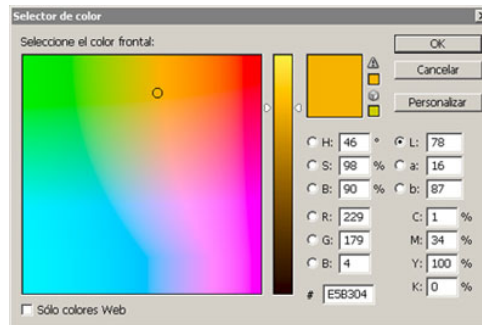 Selector de color
Seleccione el color frontal:
OK
Cancelar
Personalizar
H: 46 °
S: 98 %
B: 90 %
R: 229
G: 179
B: 4
# E5B304
L: 78
a: 16
b: 87
C: 1 %
M: 34 %
Y: 100 %
K: 0 %
Sólo colores Web